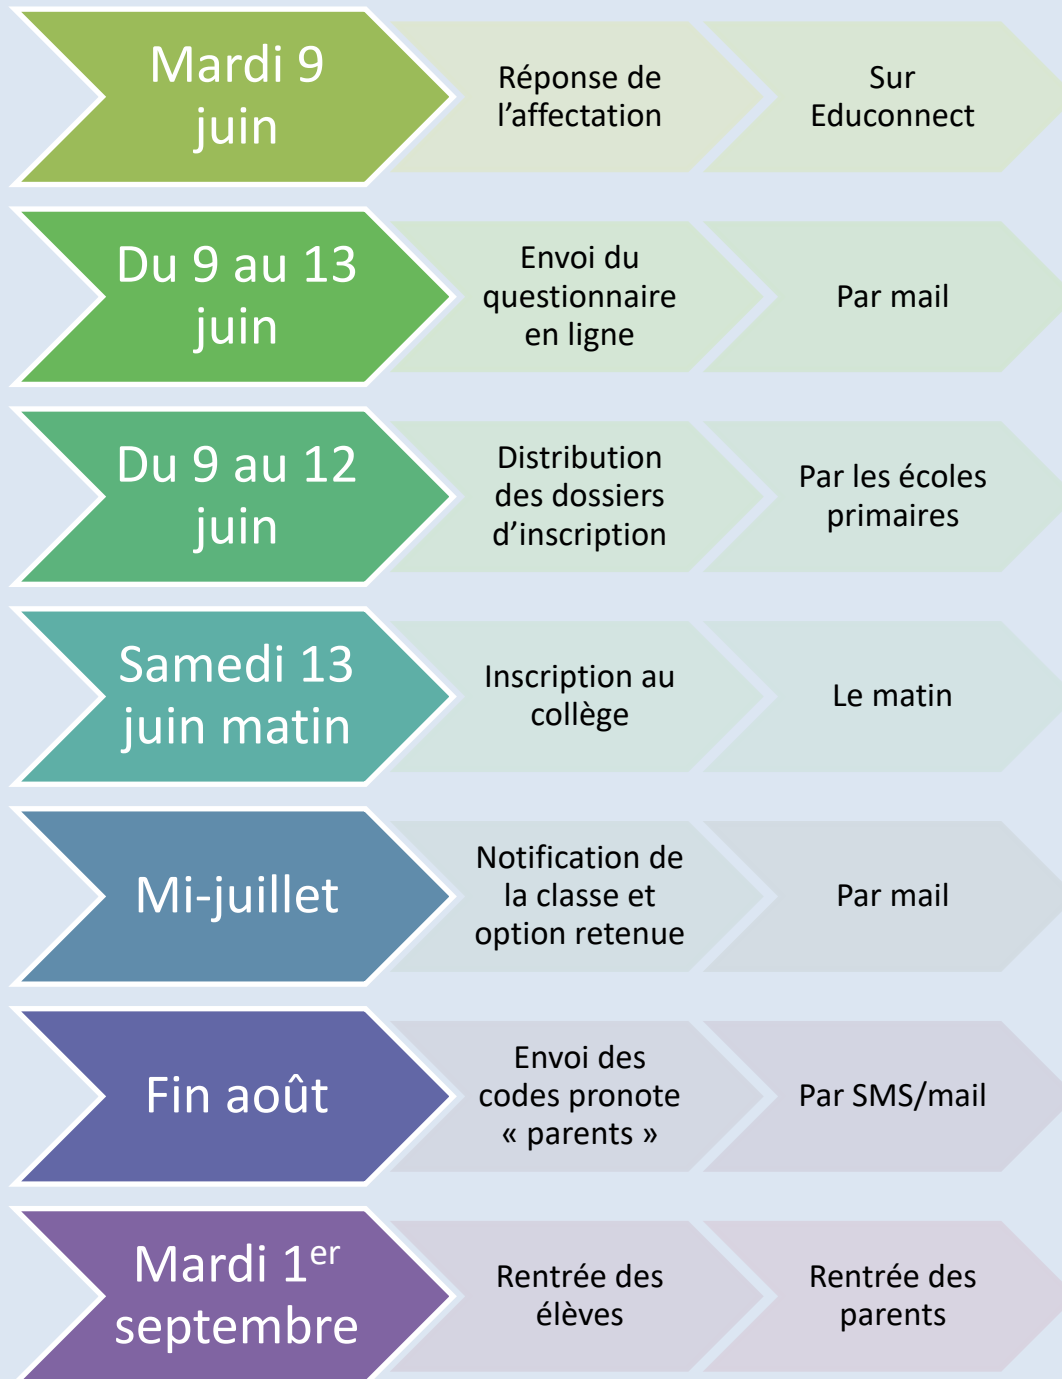 Mardi 9
juin
Réponse de
l’affectation
Sur
Educonnect
Du 9 au 13
juin
Envoi du
questionnaire
en ligne
Par mail
Du 9 au 12
juin
Distribution
des dossiers
d’inscription
Par les écoles
primaires
Samedi 13
juin matin
Inscription au
collège
Le matin
Mi-juillet
Notification de
la classe et
option retenue
Par mail
Fin août
Envoi des
codes pronote
« parents »
Par SMS/mail
Mardi 1er
septembre
Rentrée des
élèves
Rentrée des
parents